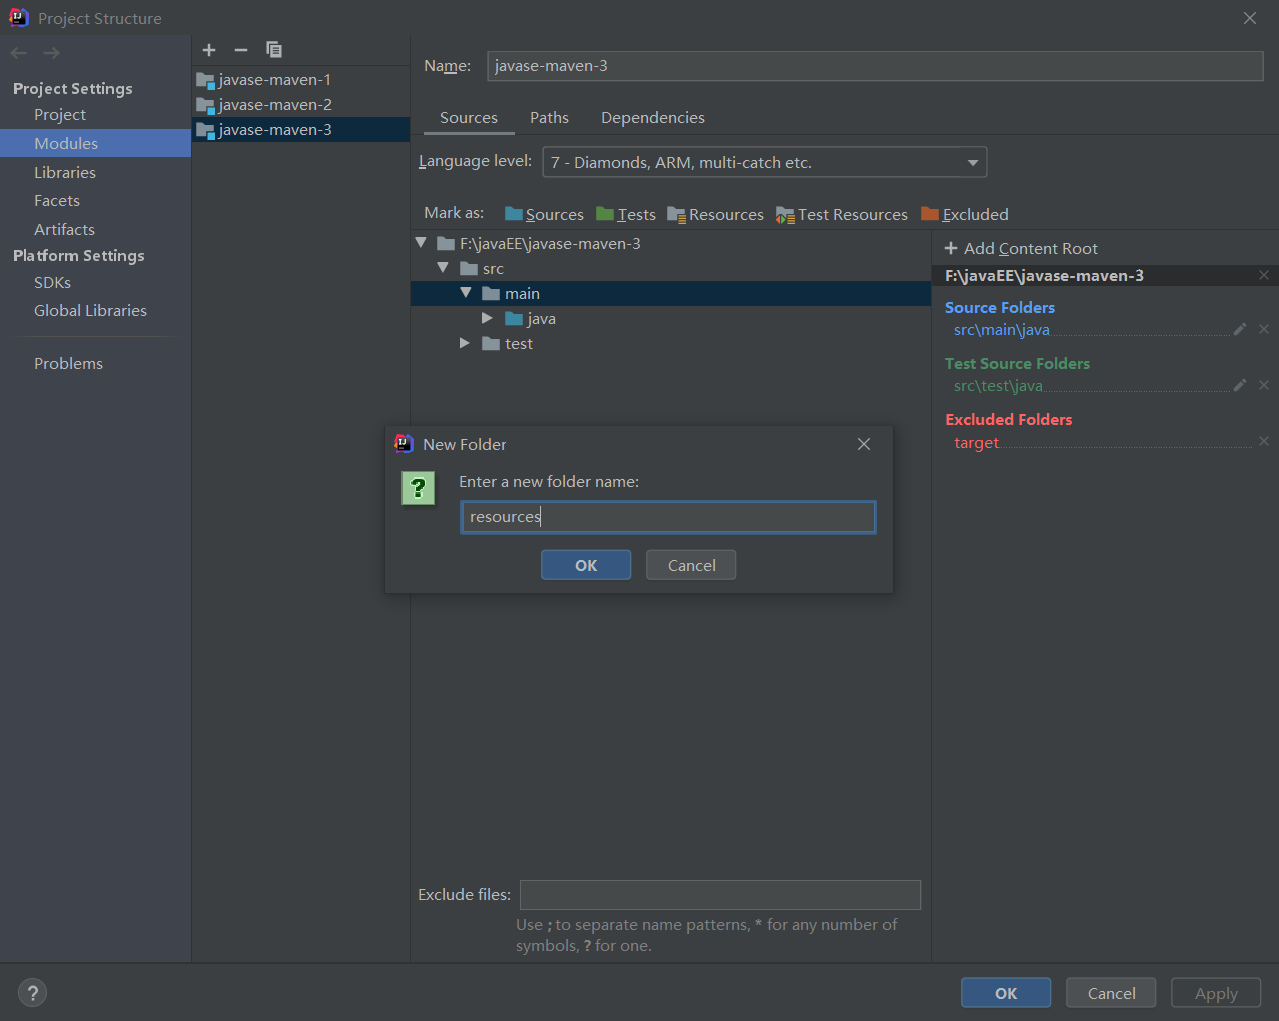 Project Structure
Project Settings
Project
Modules
Libraries
Facets
Artifacts
Platform Settings
SDKs
Global Libraries
Problems
javase-maven-1
javase-maven-2
javase-maven-3
Name: javase-maven-3
Sources Paths Dependencies
Language level: 7 - Diamonds, ARM, multi-catch etc.
Mark as: Sources Tests Resources Test Resources Excluded
F:\javaEE\javase-maven-3
src
main
java
test
Add Content Root
F:\javaEE\javase-maven-3
Source Folders
src\main\java
Test Source Folders
src\test\java
Excluded Folders
target
New Folder
?
Enter a new folder name:
resources
OK Cancel
Exclude files:
Use ; to separate name patterns, * for any number of
symbols, ? for one.
?
OK Cancel Apply